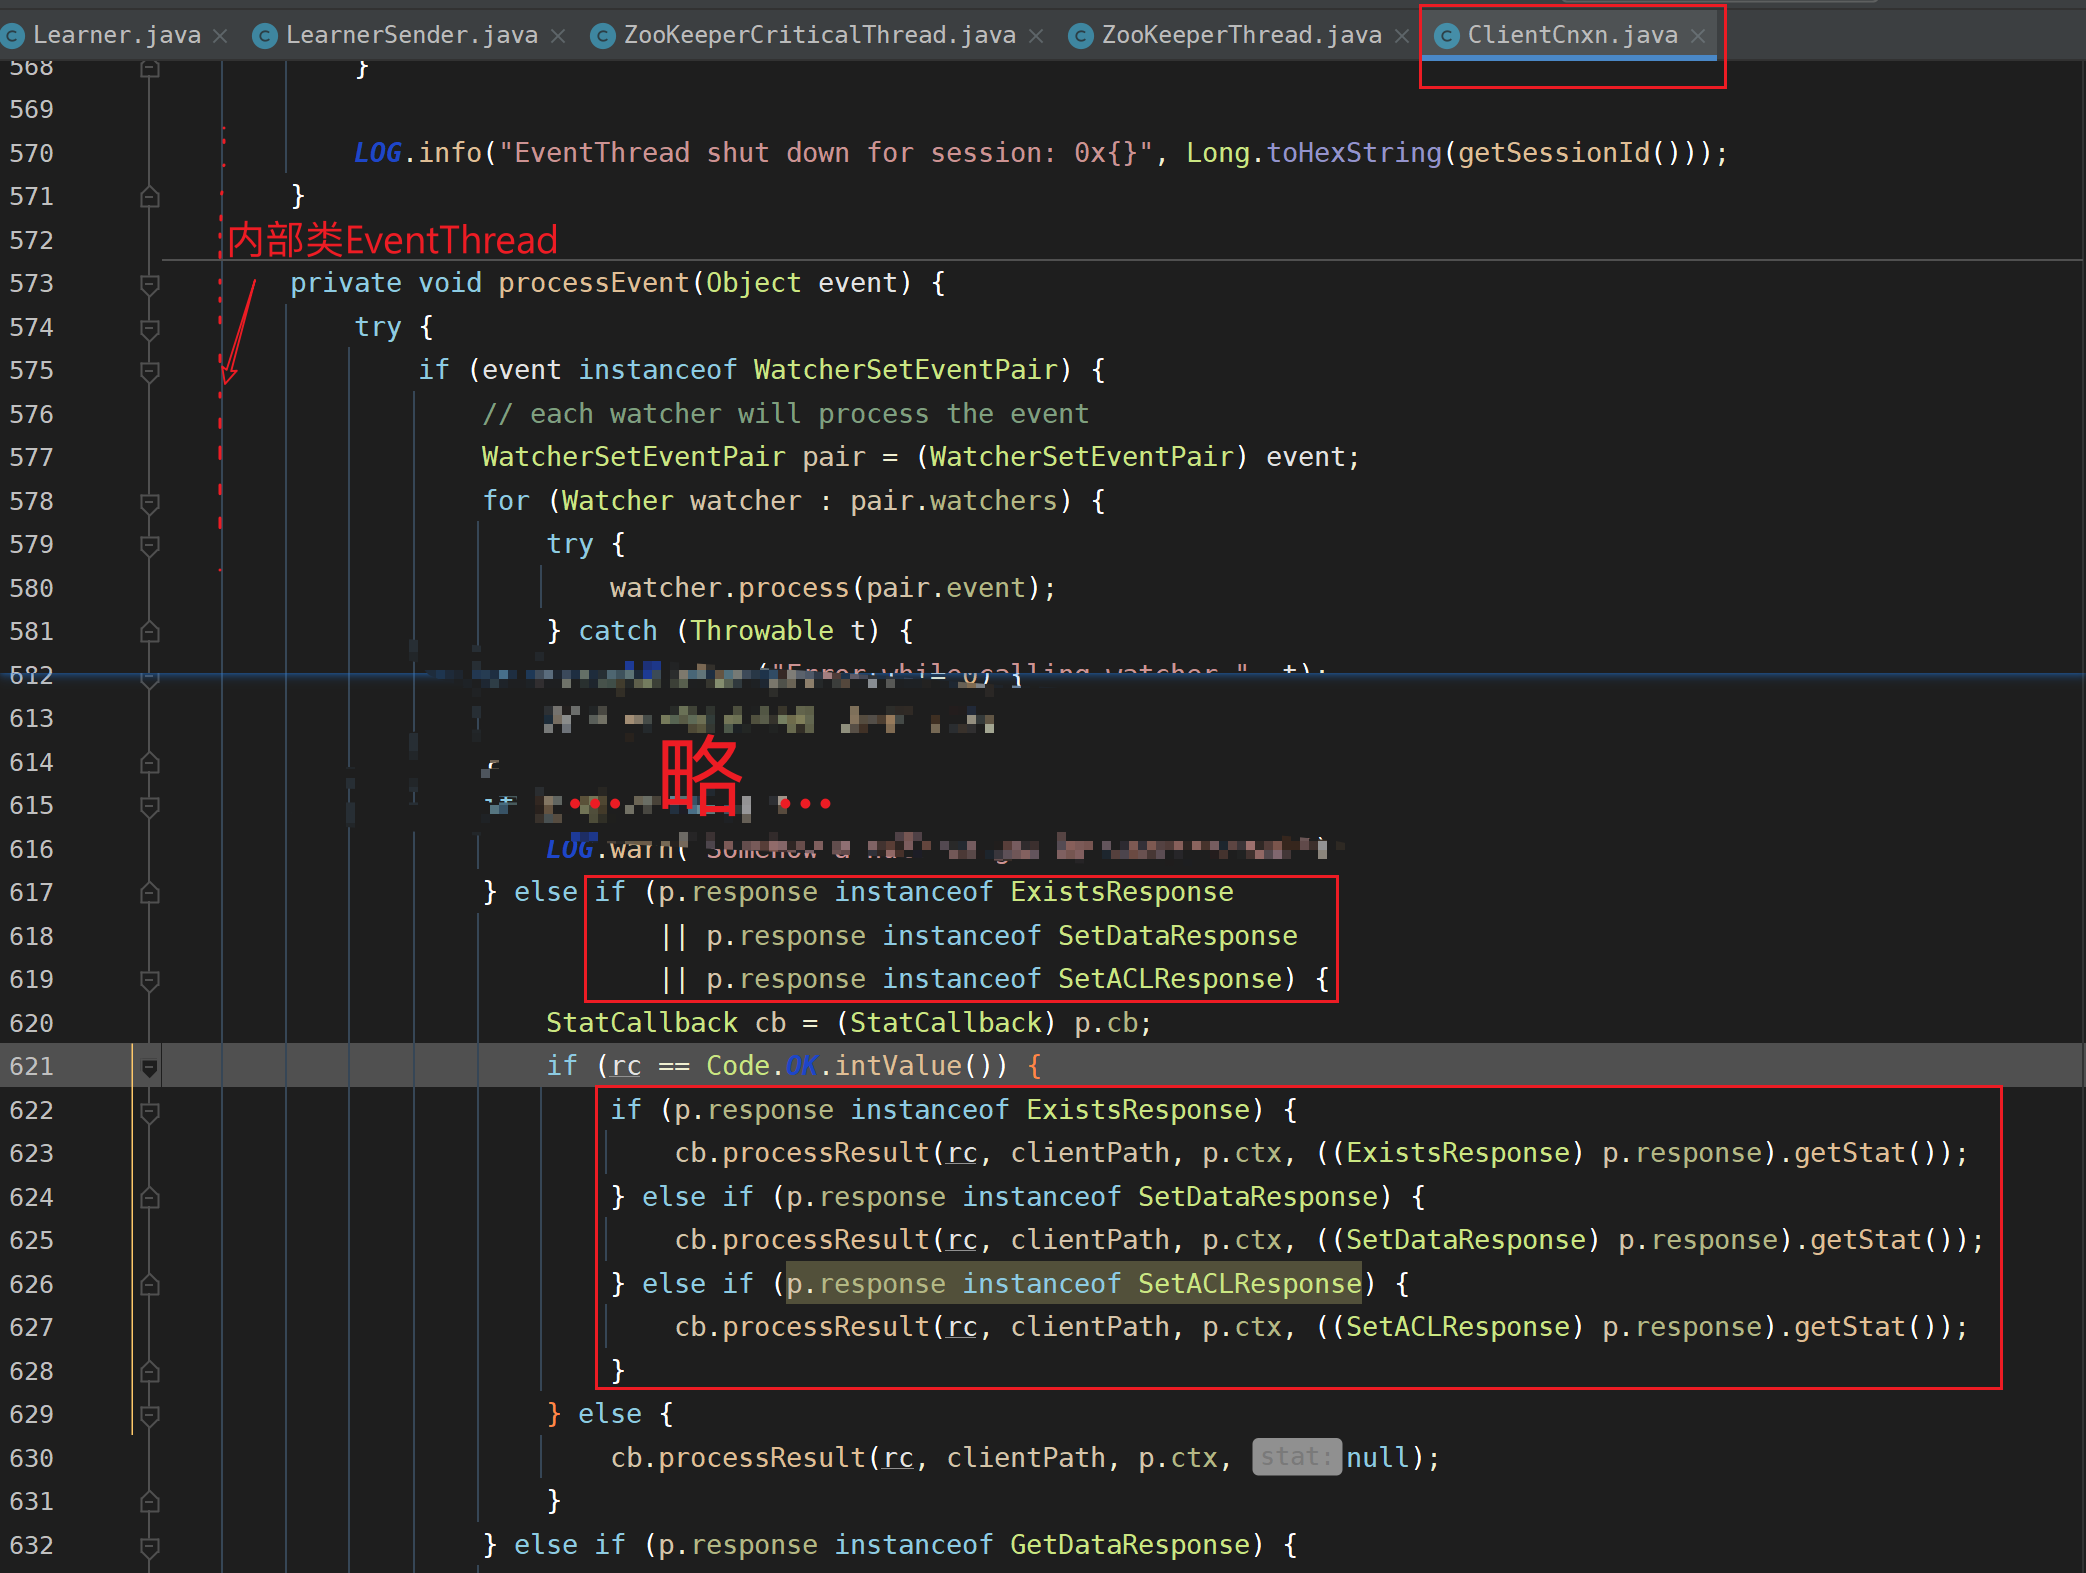 Learner.java LearnerSender.java ZooKeeperCriticalThread.java ZooKeeperThread.java ClientCnxn.java
568 }
569
570 LOG.info("EventThread shut down for session: 0x{}", Long.toHexString(getSessionId()));
571 }
572 内部类EventThread
573 private void processEvent(Object event) {
574 try {
575 if (event instanceof WatcherSetEventPair) {
576 // each watcher will process the event
577 WatcherSetEventPair pair = (WatcherSetEventPair) event;
578 for (Watcher watcher : pair.watchers) {
579 try {
580 watcher.process(pair.event);
581 } catch (Throwable t) {
("Error while calling watcher.", t);
612
613
614
略
615 ... ...
616 LOG.warn(
617 } else if (p.response instanceof ExistsResponse
618 || p.response instanceof SetDataResponse
619 || p.response instanceof SetACLResponse) {
620 StatCallback cb = (StatCallback) p.cb;
621 if (rc == Code.OK.intValue()) {
622 if (p.response instanceof ExistsResponse) {
623 cb.processResult(rc, clientPath, p.ctx, ((ExistsResponse) p.response).getStat());
624 } else if (p.response instanceof SetDataResponse) {
625 cb.processResult(rc, clientPath, p.ctx, ((SetDataResponse) p.response).getStat());
626 } else if (p.response instanceof SetACLResponse) {
627 cb.processResult(rc, clientPath, p.ctx, ((SetACLResponse) p.response).getStat());
628 }
629 } else {
630 cb.processResult(rc, clientPath, p.ctx, stat: null);
631 }
632 } else if (p.response instanceof GetDataResponse) {